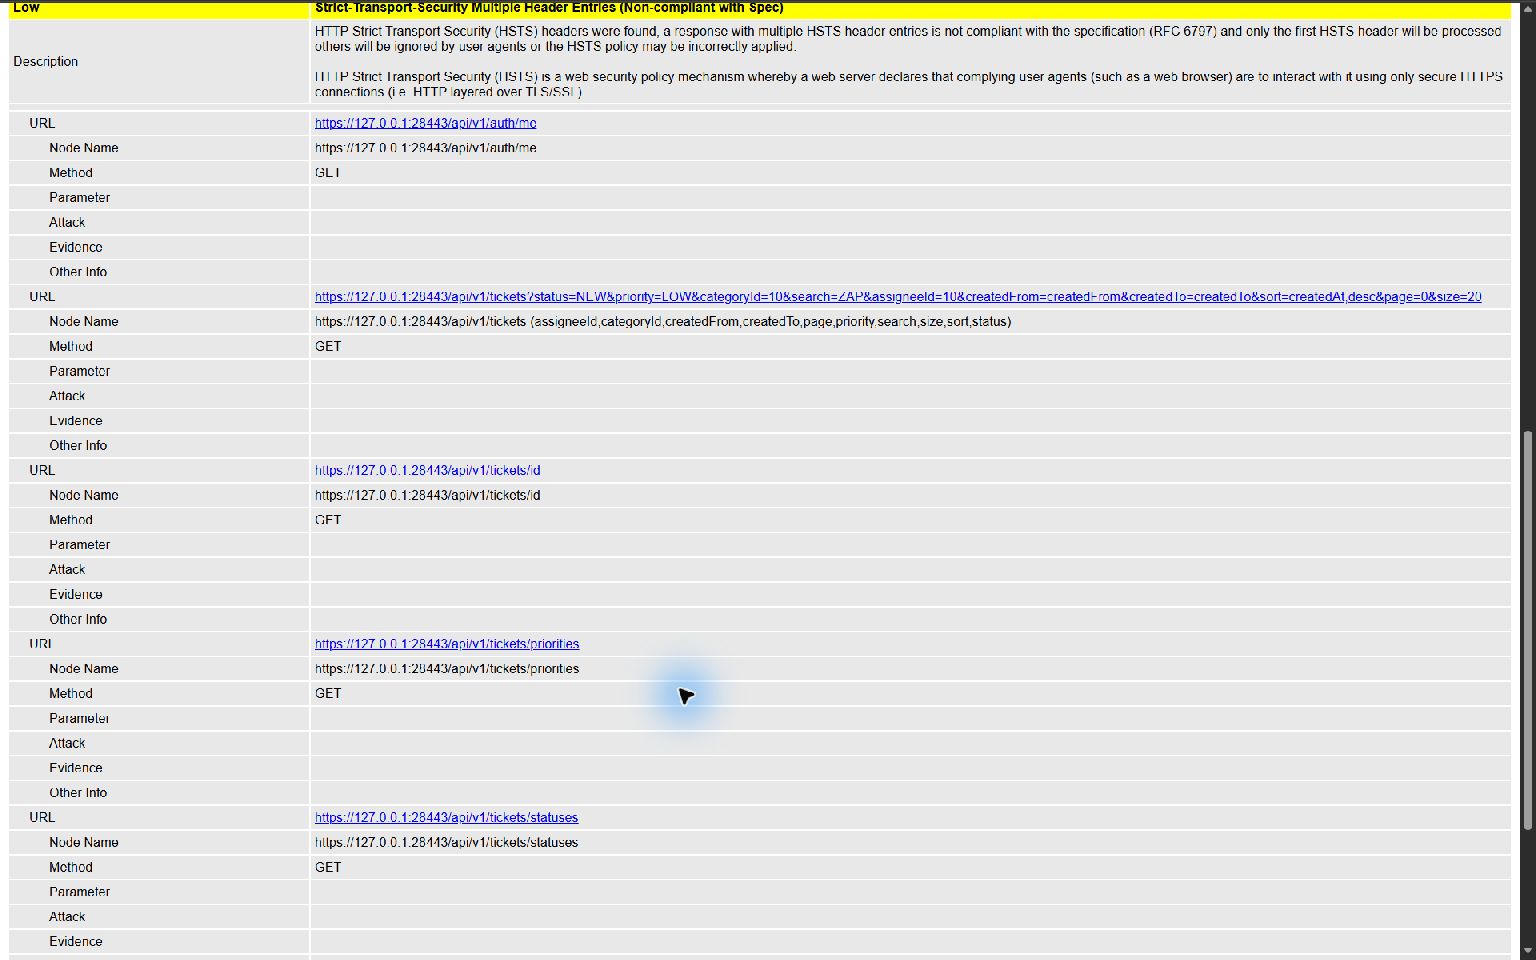 Low Strict-Transport-Security Multiple Header Entries (Non-compliant with Spec)
Description
HTTP Strict Transport Security (HSTS) headers were found, a response with multiple HSTS header entries is not compliant with the specification (RFC 6797) and only the first HSTS header will be processed
others will be ignored by user agents or the HSTS policy may be incorrectly applied.
HTTP Strict Transport Security (HSTS) is a web security policy mechanism whereby a web server declares that complying user agents (such as a web browser) are to interact with it using only secure HTTPS
connections (i.e. HTTP layered over TLS/SSL)
URL https://127.0.0.1:28443/api/v1/auth/me
Node Name https://127.0.0.1:28443/api/v1/auth/me
Method GET
Parameter
Attack
Evidence
Other Info
URL https://127.0.0.1:28443/api/v1/tickets?status=NEW&priority=LOW&categoryId=10&search=ZAP&assigneeId=10&createdFrom=createdFrom&createdTo=createdTo&sort=createdAt,desc&page=0&size=20
Node Name https://127.0.0.1:28443/api/v1/tickets (assigneeId,categoryId,createdFrom,createdTo,page,priority,search,size,sort,status)
Method GET
Parameter
Attack
Evidence
Other Info
URL https://127.0.0.1:28443/api/v1/tickets/id
Node Name https://127.0.0.1:28443/api/v1/tickets/id
Method GET
Parameter
Attack
Evidence
Other Info
URL https://127.0.0.1:28443/api/v1/tickets/priorities
Node Name https://127.0.0.1:28443/api/v1/tickets/priorities
Method GET
Parameter
Attack
Evidence
Other Info
URL https://127.0.0.1:28443/api/v1/tickets/statuses
Node Name https://127.0.0.1:28443/api/v1/tickets/statuses
Method GET
Parameter
Attack
Evidence